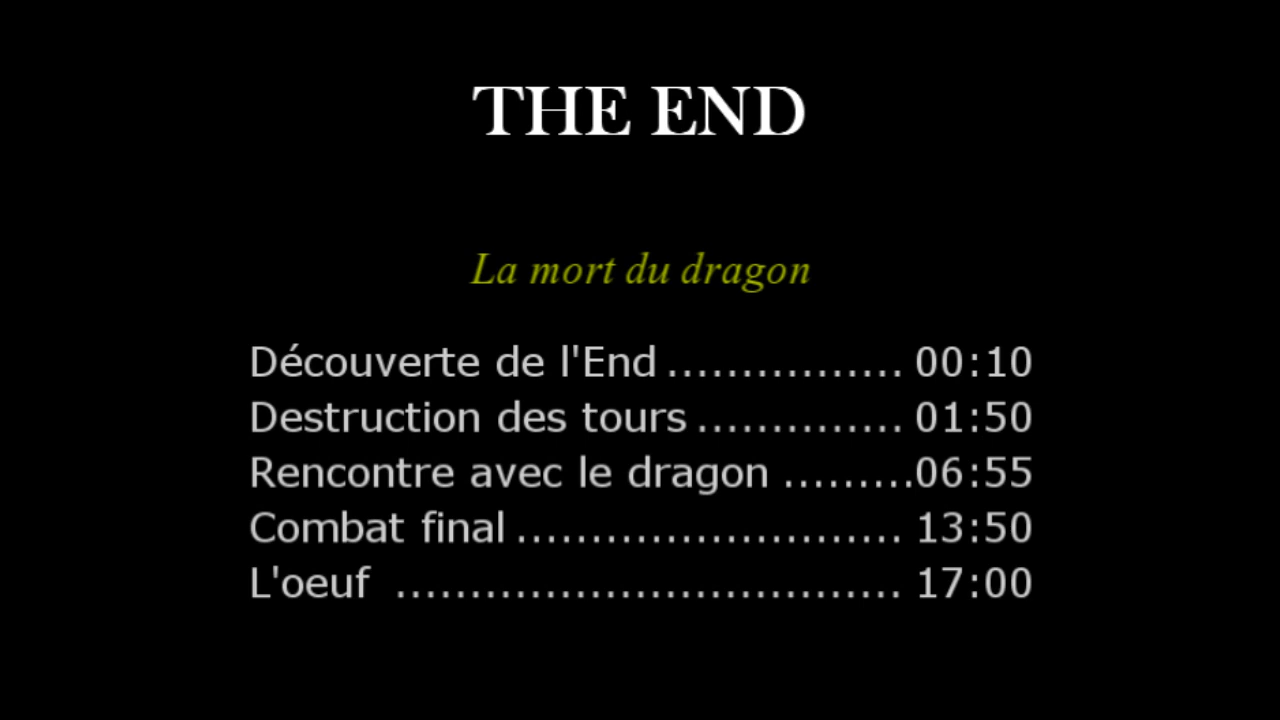 THE END
La mort du dragon
Découverte de l'End ................ 00:10
Destruction des tours .............. 01:50
Rencontre avec le dragon .........06:55
Combat final .......................... 13:50
L'oeuf .................................. 17:00